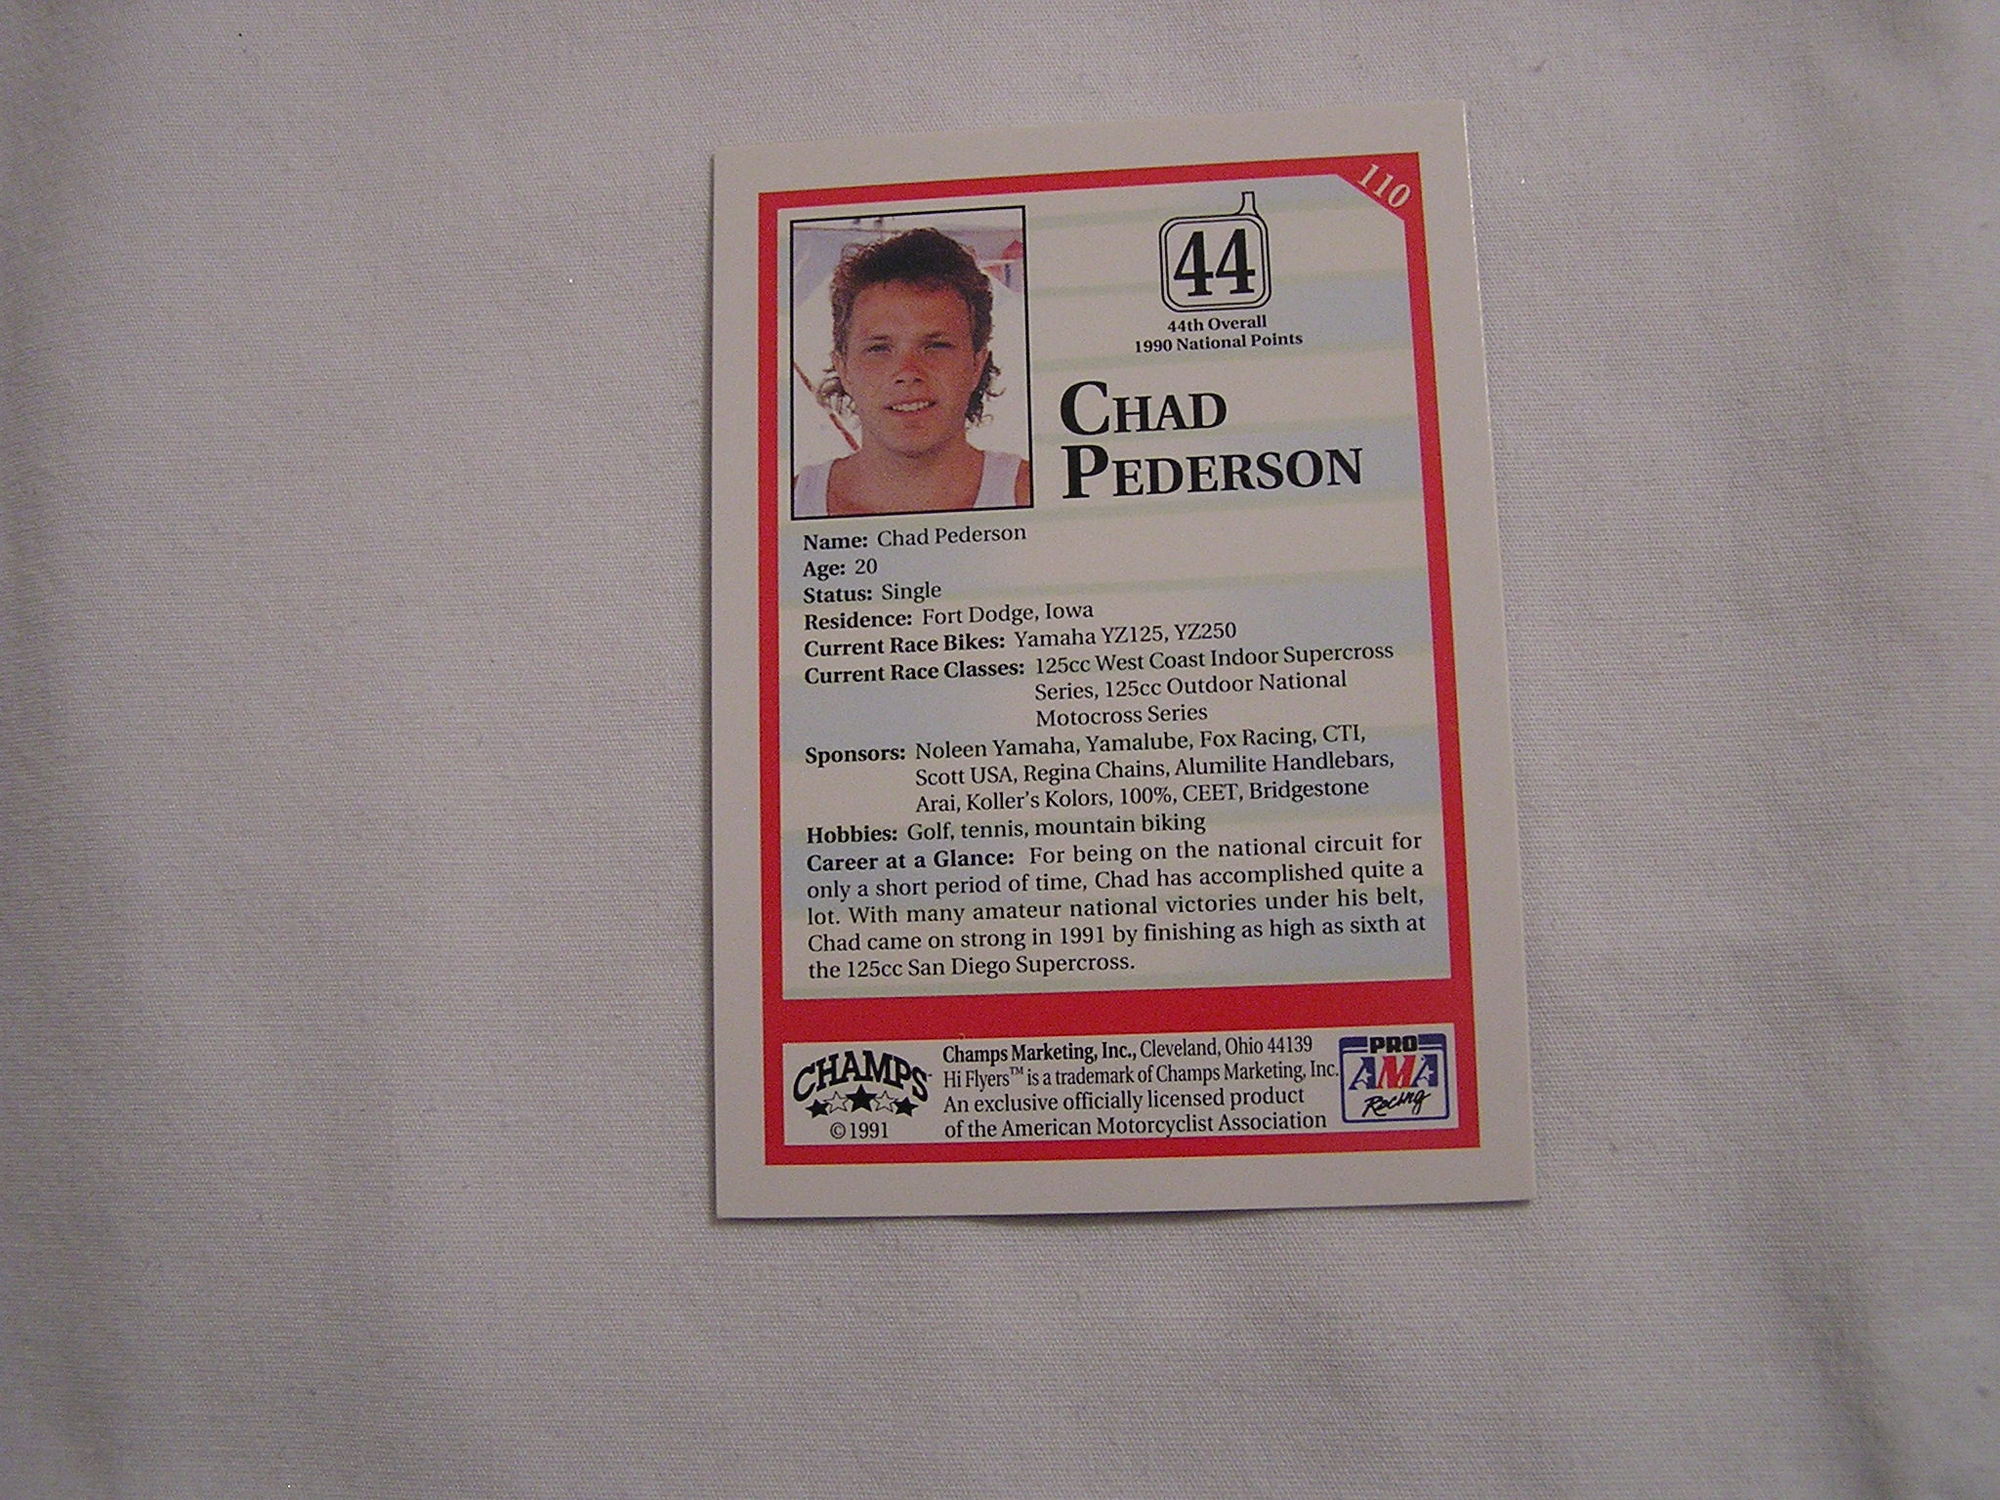 110
44
44th Overall
1990 National Points
CHAD
PEDERSON
Name: Chad Pederson
Age: 20
Status: Single
Residence: Fort Dodge, Iowa
Current Race Bikes: Yamaha YZ125, YZ250
Current Race Classes: 125cc West Coast Indoor Supercross
Series, 125cc Outdoor National
Motocross Series
Sponsors: Noleen Yamaha, Yamalube, Fox Racing, CTI,
Scott USA, Regina Chains, Alumilite Handlebars,
Arai, Koller's Kolors, 100%, CEET, Bridgestone
Hobbies: Golf, tennis, mountain biking
Career at a Glance: For being on the national circuit for
only a short period of time, Chad has accomplished quite a
lot. With many amateur national victories under his belt,
Chad came on strong in 1991 by finishing as high as sixth at
the 125cc San Diego Supercross.
CHAMPS
©1991
Champs Marketing, Inc., Cleveland, Ohio 44139
Hi Flyers™ is a trademark of Champs Marketing, Inc.
An exclusive officially licensed product
of the American Motorcyclist Association
PRO
AMA
Racing